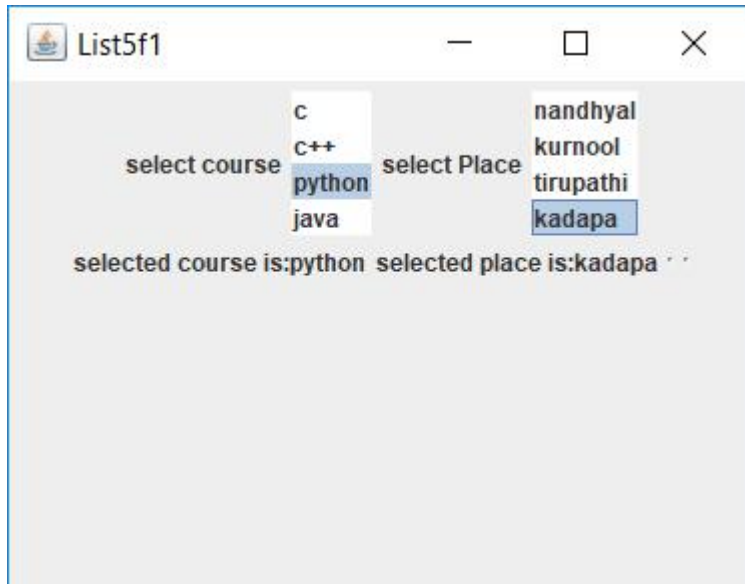 List5f1
select course
c
c++
python
java
select Place
nandhyal
kurnool
tirupathi
kadapa
selected course is:python selected place is:kadapa